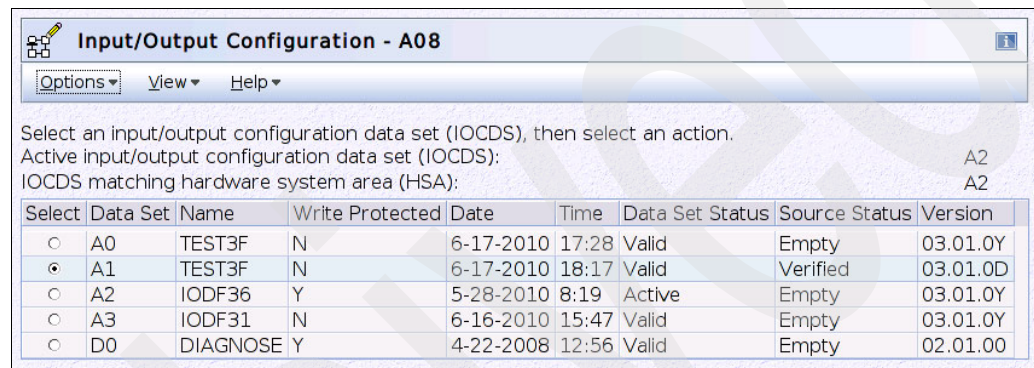 Input/Output Configuration - A08
Options View Help
Select an input/output configuration data set (IOCDS), then select an action.
Active input/output configuration data set (IOCDS): A2
IOCDS matching hardware system area (HSA): A2
Select Data Set Name Write Protected Date Time Data Set Status Source Status Version
A0 TEST3F N 6-17-2010 17:28 Valid Empty 03.01.0Y
A1 TEST3F N 6-17-2010 18:17 Valid Verified 03.01.0D
A2 IODF36 Y 5-28-2010 8:19 Active Empty 03.01.0Y
A3 IODF31 N 6-16-2010 15:47 Valid Empty 03.01.0Y
D0 DIAGNOSE Y 4-22-2008 12:56 Valid Empty 02.01.00